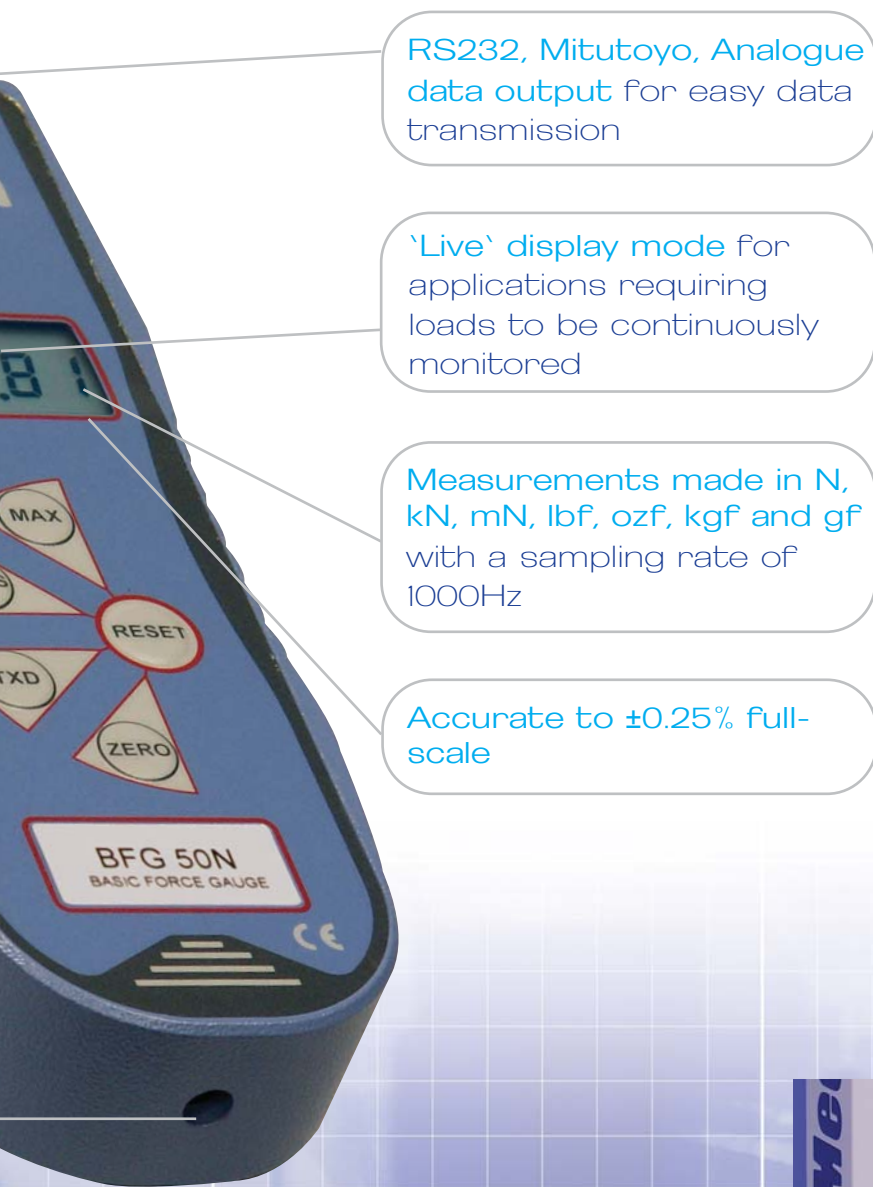 RS232, Mitutoyo, Analogue
data output for easy data
transmission
`Live` display mode for
applications requiring
loads to be continuously
monitored
.81
MAX
Measurements made in N,
kN, mN, lbf, ozf, kgf and gf
with a sampling rate of
1000Hz
RESET
TXD
ZERO
Accurate to ±0.25% full-
scale
BFG 50N
BASIC FORCE GAUGE
CE